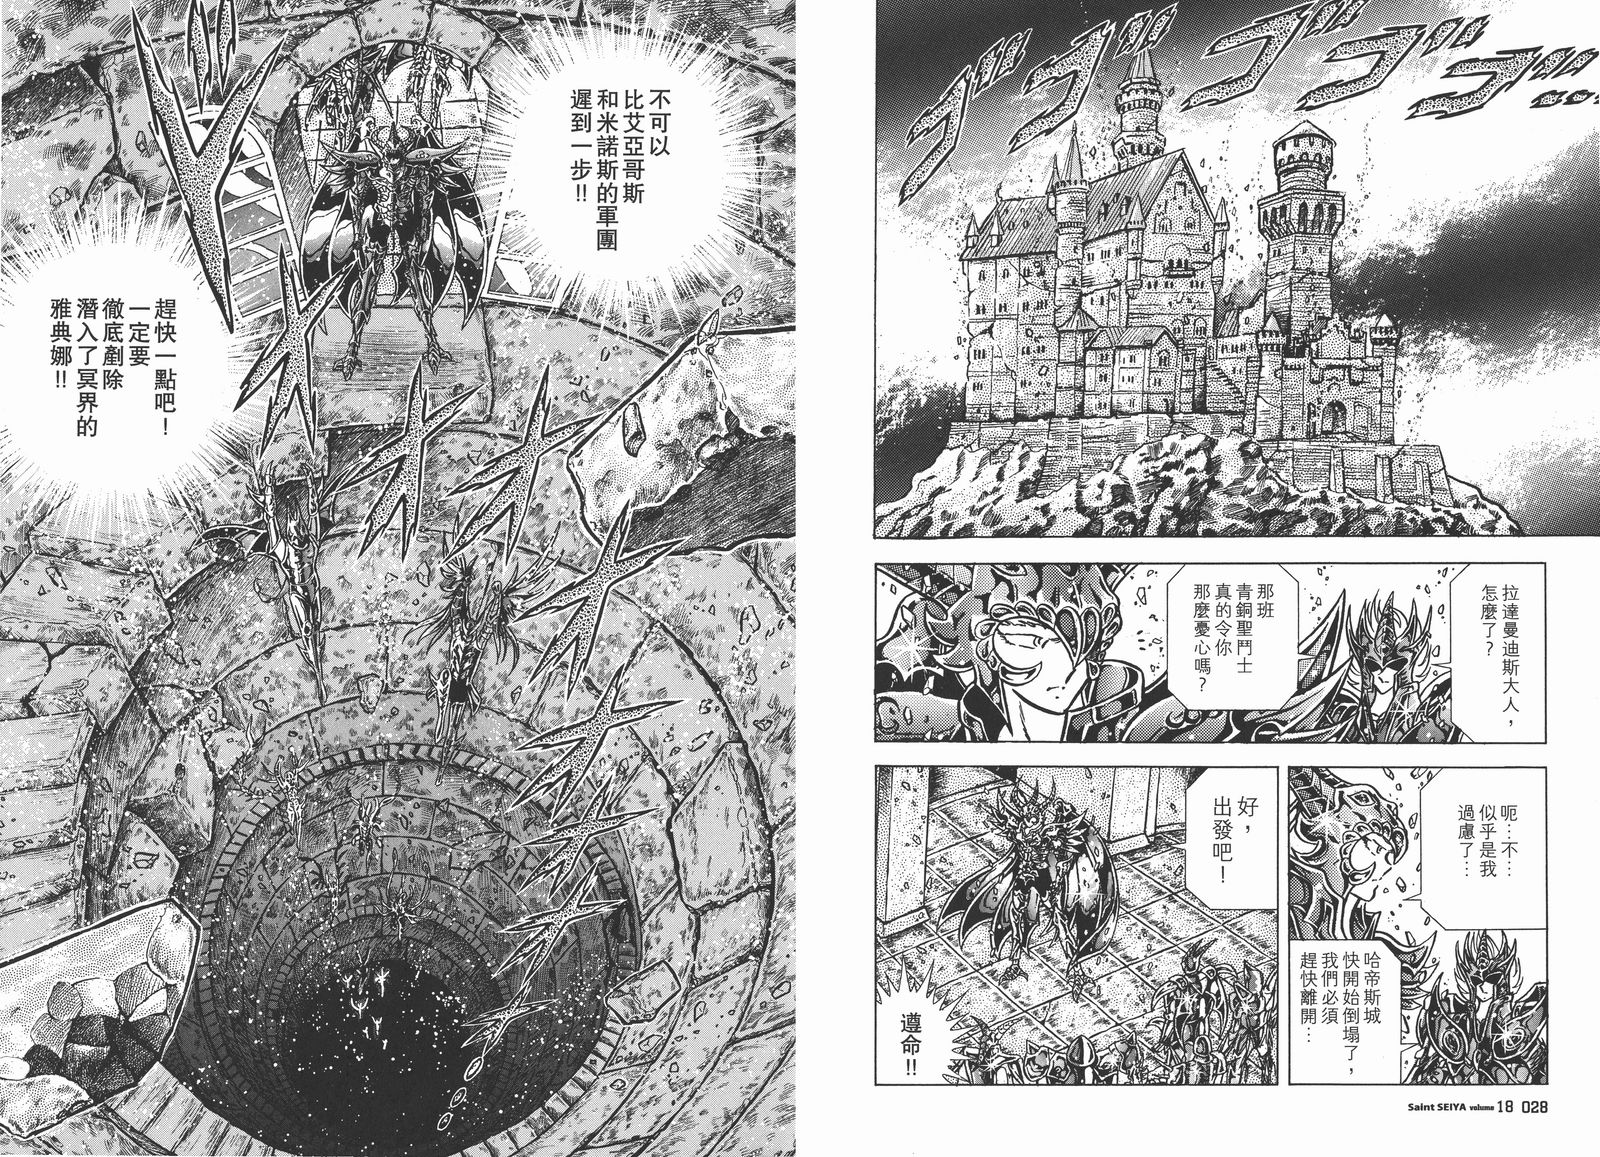 ゴゴゴゴゴ…
拉達曼迪斯大人，
怎麼了？
那班
青銅聖鬥士
真的令你
那麼憂心嗎？
呃…不…
似乎是我
過慮了…
哈帝斯城
快開始倒塌了，
我們必須
趕快離開…
好，
出發吧！
遵命!!
Saint SEIYA volume 18 028
不可以
比艾亞哥斯
和米諾斯的軍團
遲到一步!!
趕快一點吧！
一定要
徹底剷除
潛入了冥界的
雅典娜!!